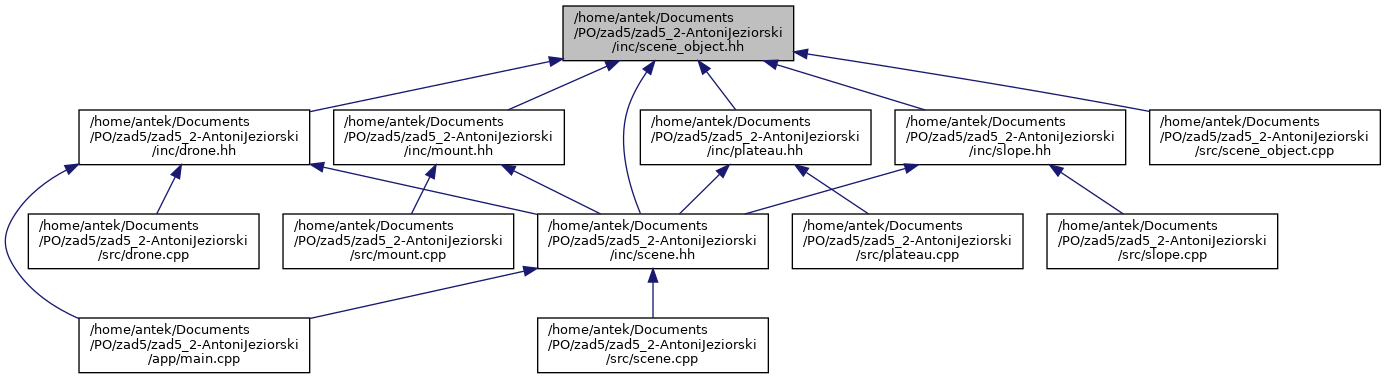 /home/antek/Documents
/PO/zad5/zad5_2-AntoniJeziorski
/inc/scene_object.hh
/home/antek/Documents
/PO/zad5/zad5_2-AntoniJeziorski
/inc/drone.hh
/home/antek/Documents
/PO/zad5/zad5_2-AntoniJeziorski
/inc/mount.hh
/home/antek/Documents
/PO/zad5/zad5_2-AntoniJeziorski
/inc/plateau.hh
/home/antek/Documents
/PO/zad5/zad5_2-AntoniJeziorski
/inc/slope.hh
/home/antek/Documents
/PO/zad5/zad5_2-AntoniJeziorski
/src/scene_object.cpp
/home/antek/Documents
/PO/zad5/zad5_2-AntoniJeziorski
/src/drone.cpp
/home/antek/Documents
/PO/zad5/zad5_2-AntoniJeziorski
/src/mount.cpp
/home/antek/Documents
/PO/zad5/zad5_2-AntoniJeziorski
/inc/scene.hh
/home/antek/Documents
/PO/zad5/zad5_2-AntoniJeziorski
/src/plateau.cpp
/home/antek/Documents
/PO/zad5/zad5_2-AntoniJeziorski
/src/slope.cpp
/home/antek/Documents
/PO/zad5/zad5_2-AntoniJeziorski
/app/main.cpp
/home/antek/Documents
/PO/zad5/zad5_2-AntoniJeziorski
/src/scene.cpp